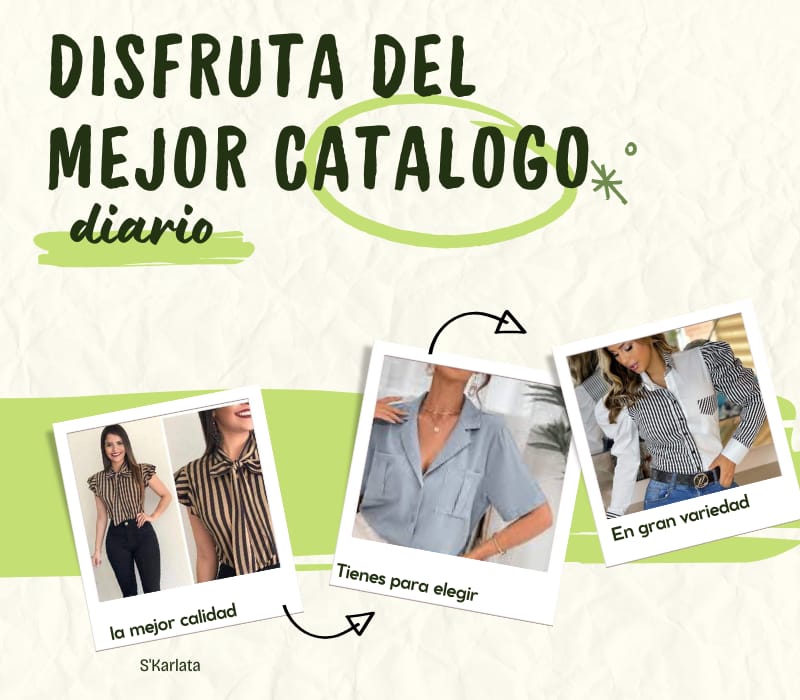 DISFRUTA DEL
MEJOR CATALOGO
diario
la mejor calidad
Tienes para elegir
En gran variedad
S'Karlata